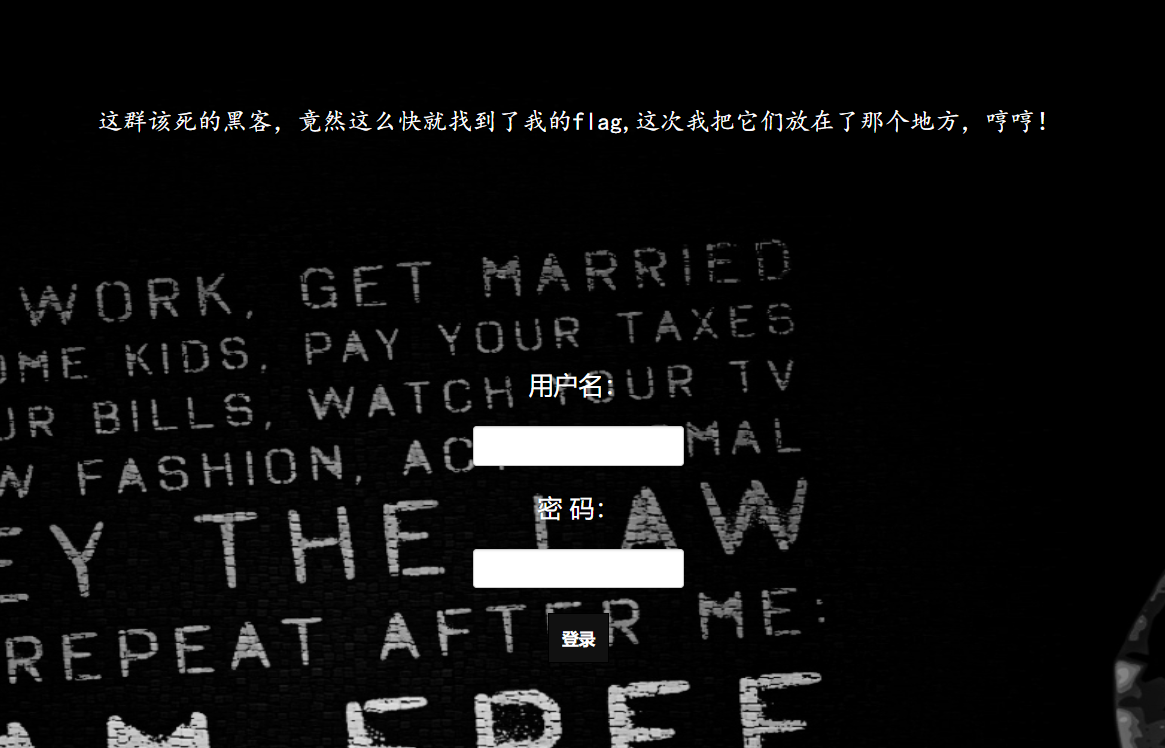 这群该死的黑客，竟然这么快就找到了我的flag,这次我把它们放在了那个地方，哼哼！
WORK, GET MARRIED
OME KIDS, PAY YOUR TAXES
UR BILLS, WATCH YOUR TV
用户名：
W FASHION, AC MAL
EY THE LAW
密 码：
REPEAT AFTER ME:
登录
AM FREE